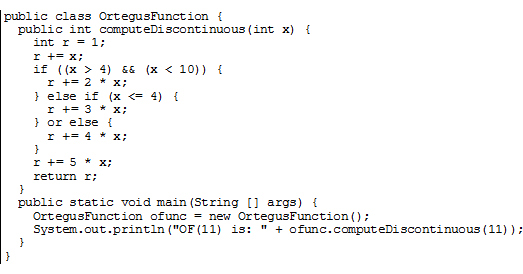 public class OrtegusFunction {
public int computeDiscontinuous(int x) {
int r = 1;
r += x;
if ((x > 4) && (x < 10)) {
r += 2 * x;
} else if (x <= 4) {
r += 3 * x;
} or else {
r += 4 * x;
}
r += 5 * x;
return r;
}
public static void main(String [] args) {
OrtegusFunction ofunc = new OrtegusFunction();
System.out.println("OF(11) is: " + ofunc.computeDiscontinuous(11));
}
}